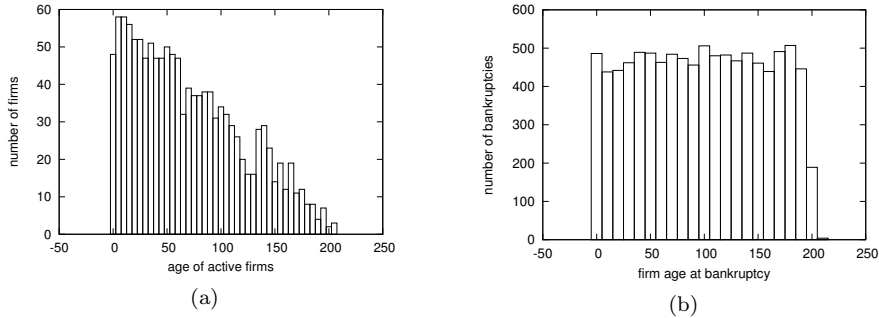 60
50
40
30
20
10
0
number of firms
-50 0 50 100 150 200 250
age of active firms
(a)
600
500
400
300
200
100
0
number of bankruptcies
-50 0 50 100 150 200 250
firm age at bankruptcy
(b)